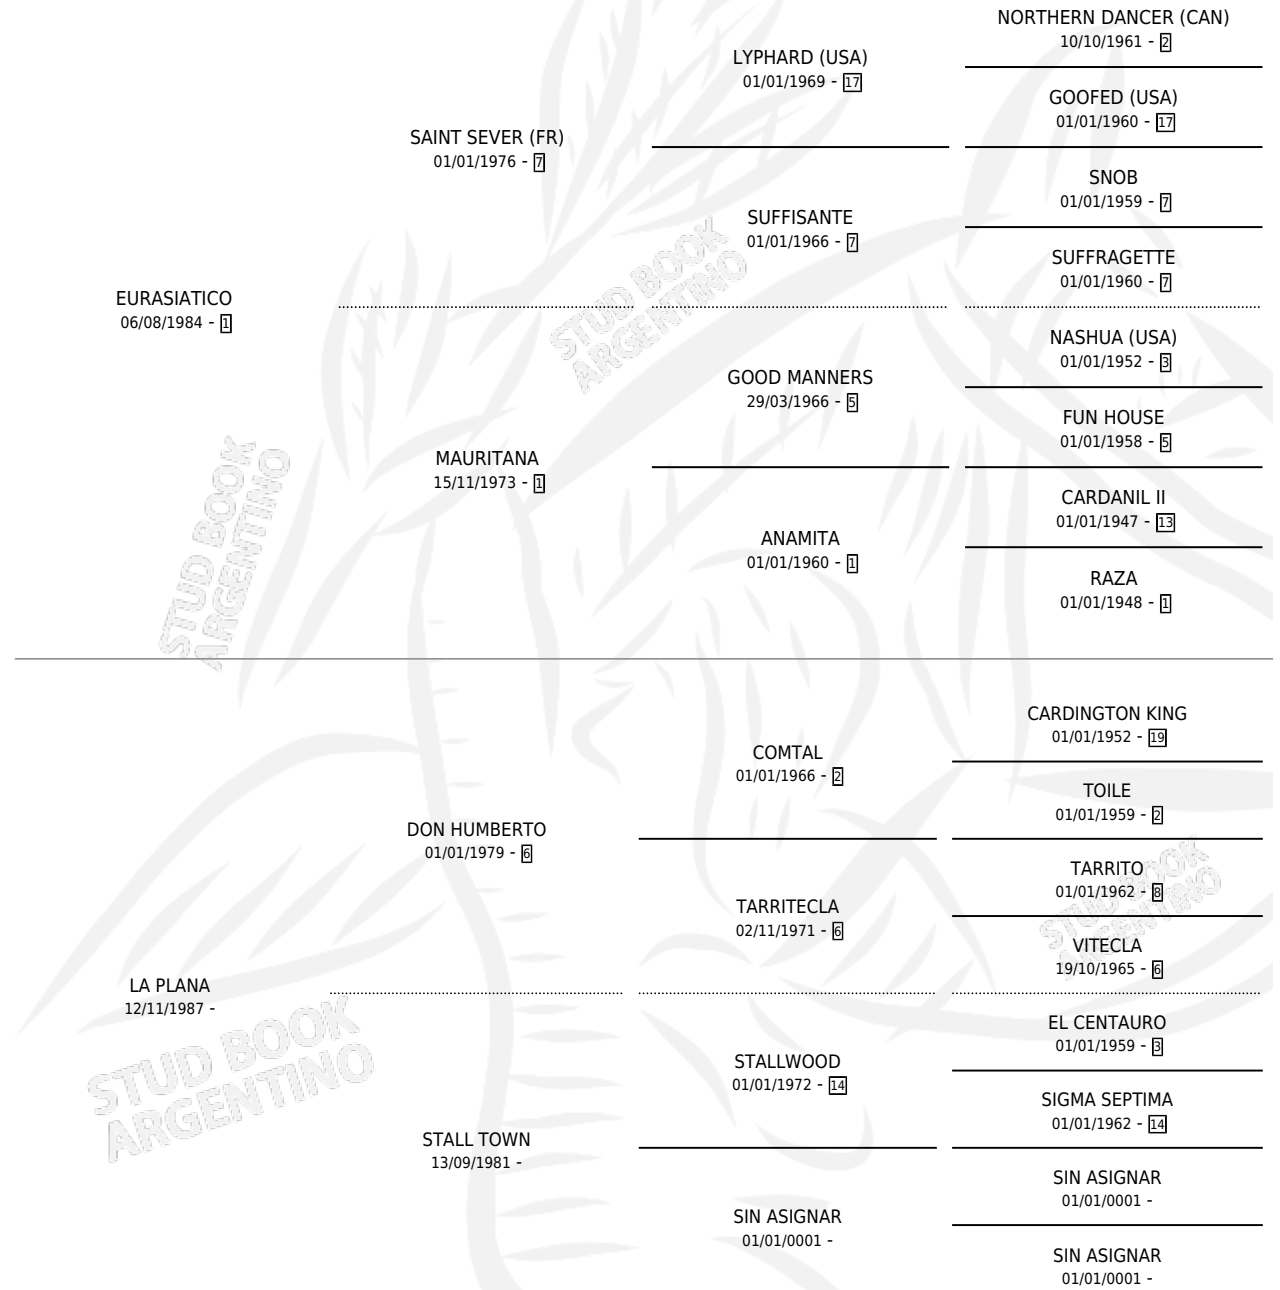 NORTHERN DANCER (CAN)
10/10/1961 - 2
LYPHARD (USA)
01/01/1969 - 17
GOOFED (USA)
01/01/1960 - 17
SAINT SEVER (FR)
01/01/1976 - 7
SNOB
01/01/1959 - 7
SUFFISANTE
01/01/1966 - 7
SUFFRAGETTE
01/01/1960 - 7
EURASIATICO
06/08/1984 - 1
NASHUA (USA)
01/01/1952 - 3
GOOD MANNERS
29/03/1966 - 5
FUN HOUSE
01/01/1958 - 5
MAURITANA
15/11/1973 - 1
CARDANIL II
01/01/1947 - 13
ANAMITA
01/01/1960 - 1
RAZA
01/01/1948 - 1
CARDINGTON KING
01/01/1952 - 19
COMTAL
01/01/1966 - 2
TOILE
01/01/1959 - 2
DON HUMBERTO
01/01/1979 - 6
TARRITO
01/01/1962 - 8
TARRITECLA
02/11/1971 - 6
VITECLA
19/10/1965 - 6
LA PLANA
12/11/1987 -
EL CENTAURO
01/01/1959 - 3
STALLWOOD
01/01/1972 - 14
SIGMA SEPTIMA
01/01/1962 - 14
STALL TOWN
13/09/1981 -
SIN ASIGNAR
01/01/0001 -
SIN ASIGNAR
01/01/0001 -
SIN ASIGNAR
01/01/0001 -
STUD BOOK
ARGENTINO
STUD BOOK
ARGENTINO
STUD BOOK
ARGENTINO
STUD BOOK
ARGENTINO